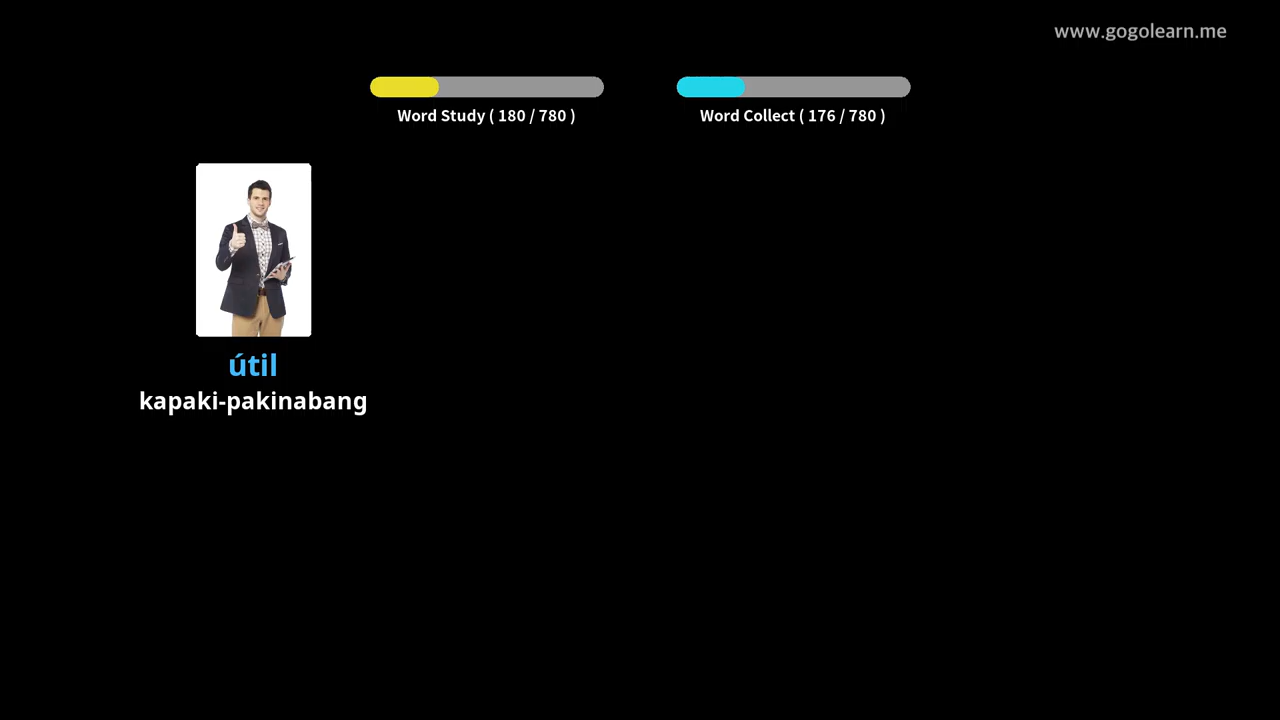 www.gogolearn.me
Word Study ( 180 / 780 )
Word Collect ( 176 / 780 )
útil
kapaki-pakinabang